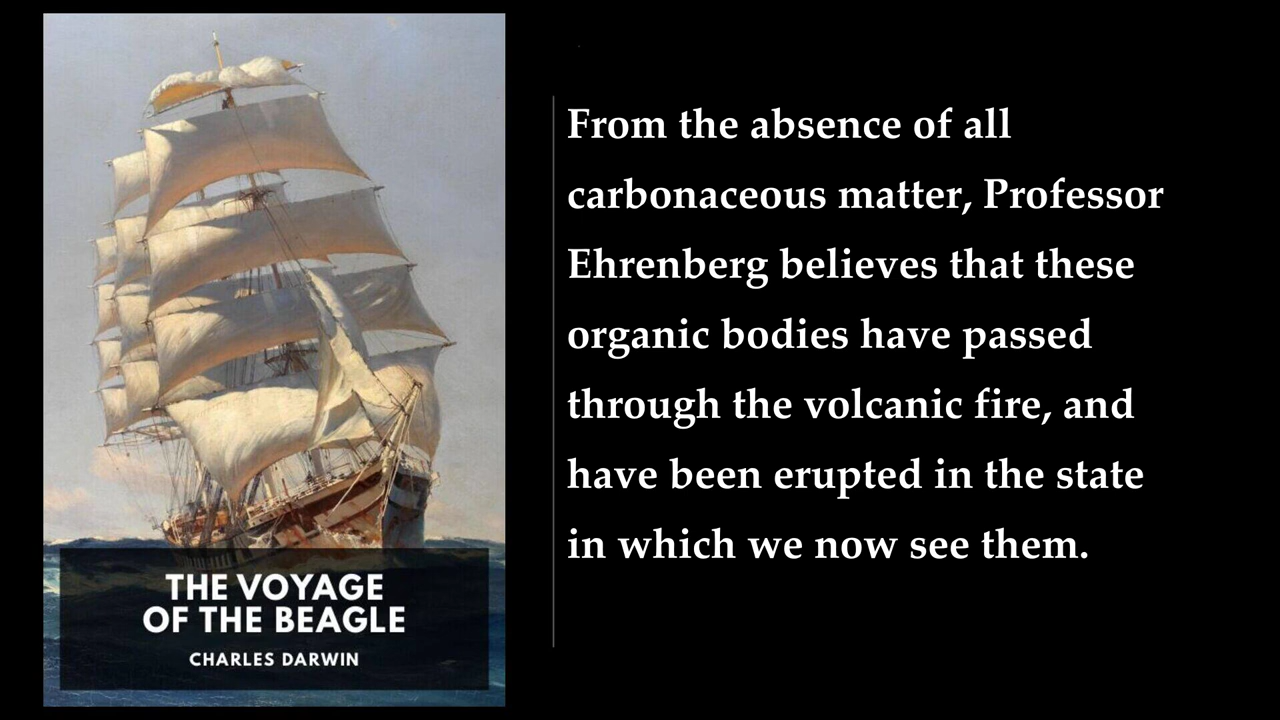 THE VOYAGE
OF THE BEAGLE
CHARLES DARWIN
From the absence of all
carbonaceous matter, Professor
Ehrenberg believes that these
organic bodies have passed
through the volcanic fire, and
have been erupted in the state
in which we now see them.